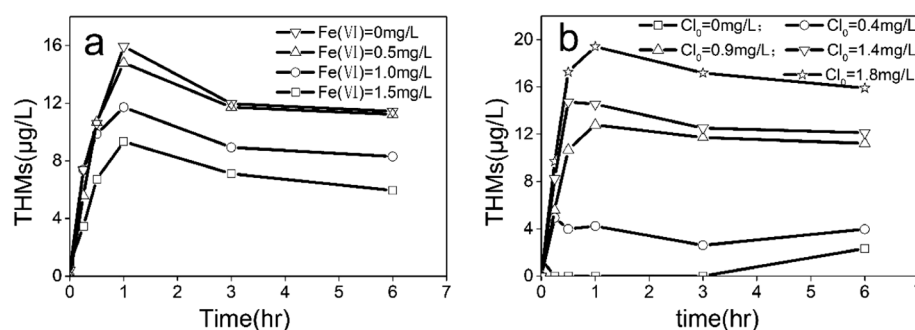 a
Fe(VI)=0mg/L
Fe(VI)=0.5mg/L
Fe(VI)=1.0mg/L
Fe(VI)=1.5mg/L
THMs(µg/L)
16
12
8
4
0
0 1 2 3 4 5 6 7
Time(hr)
b
Cl₀=0mg/L; Cl₀=0.4mg/L
Cl₀=0.9mg/L; Cl₀=1.4mg/L
Cl₀=1.8mg/L
THMs(µg/L)
20
16
12
8
4
0
0 1 2 3 4 5 6 7
time(hr)